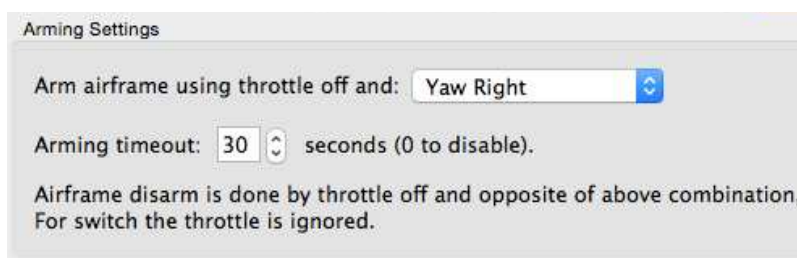 Arming Settings
Arm airframe using throttle off and: Yaw Right
Arming timeout: 30 seconds (0 to disable).
Airframe disarm is done by throttle off and opposite of above combination.
For switch the throttle is ignored.